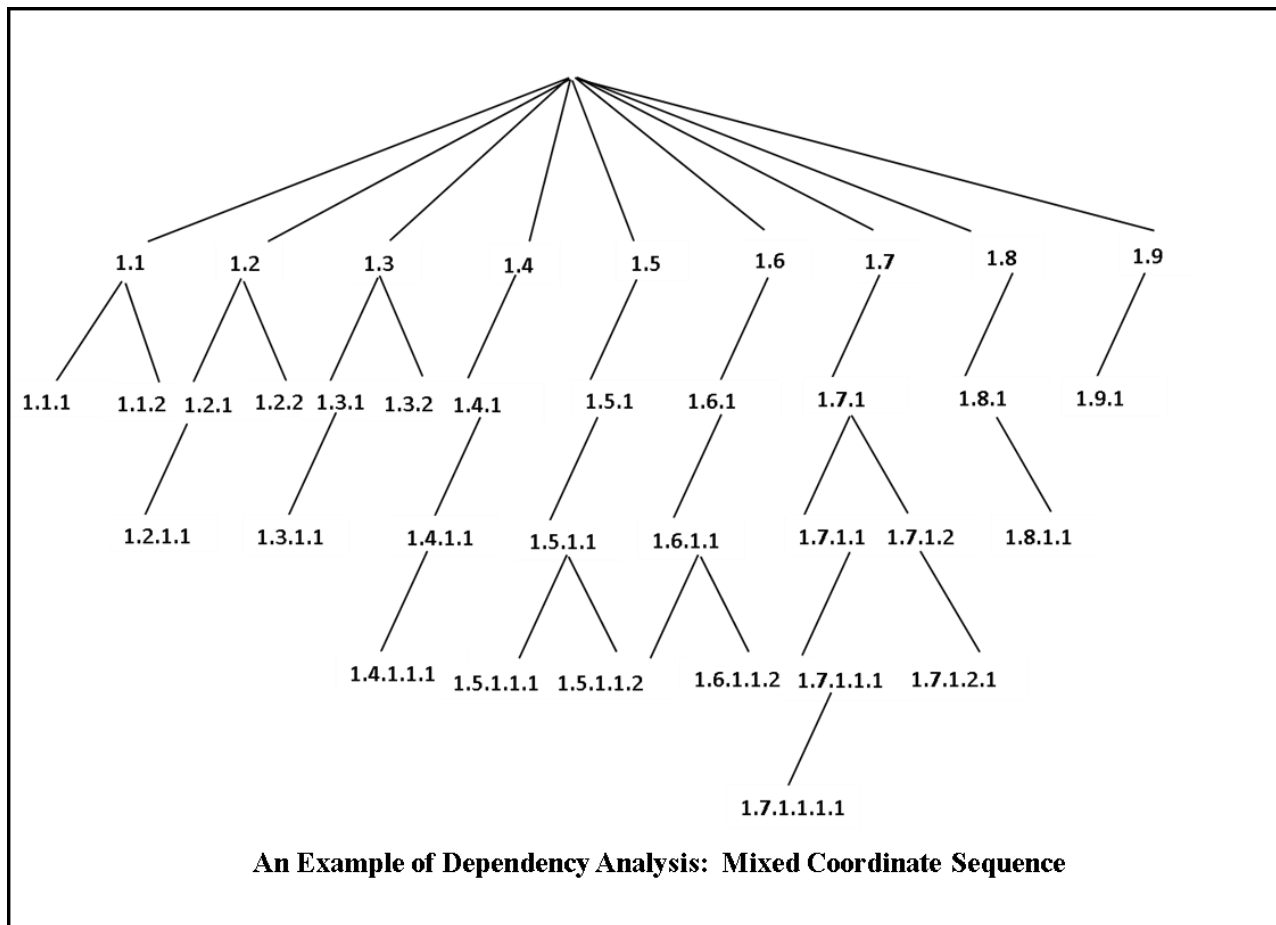 1.1 1.2 1.3 1.4 1.5 1.6 1.7 1.8 1.9
1.1.1 1.1.2 1.2.1 1.2.2 1.3.1 1.3.2 1.4.1 1.5.1 1.6.1 1.7.1 1.8.1 1.9.1
1.2.1.1 1.3.1.1 1.4.1.1 1.5.1.1 1.6.1.1 1.7.1.1 1.7.1.2 1.8.1.1
1.4.1.1.1 1.5.1.1.1 1.5.1.1.2 1.6.1.1.2 1.7.1.1.1 1.7.1.2.1
1.7.1.1.1.1
An Example of Dependency Analysis: Mixed Coordinate Sequence